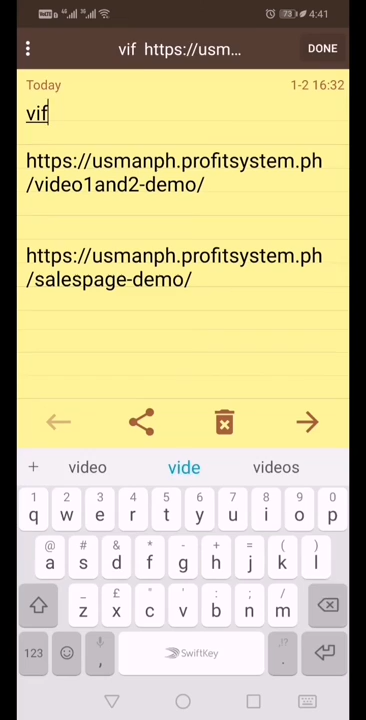 73 4:41
vif https://usm... DONE
Today 1-2 16:32
vif
https://usmanph.profitsystem.ph
/video1and2-demo/
https://usmanph.profitsystem.ph
/salespage-demo/
+ video vide videos
1 2 3 4 5 6 7 8 9 0
q w e r t y u i o p
@ # & * - + = ( )
a s d f g h j k l
_ £ " ' : ; /
z x c v b n m
123 , SwiftKey ,!? .